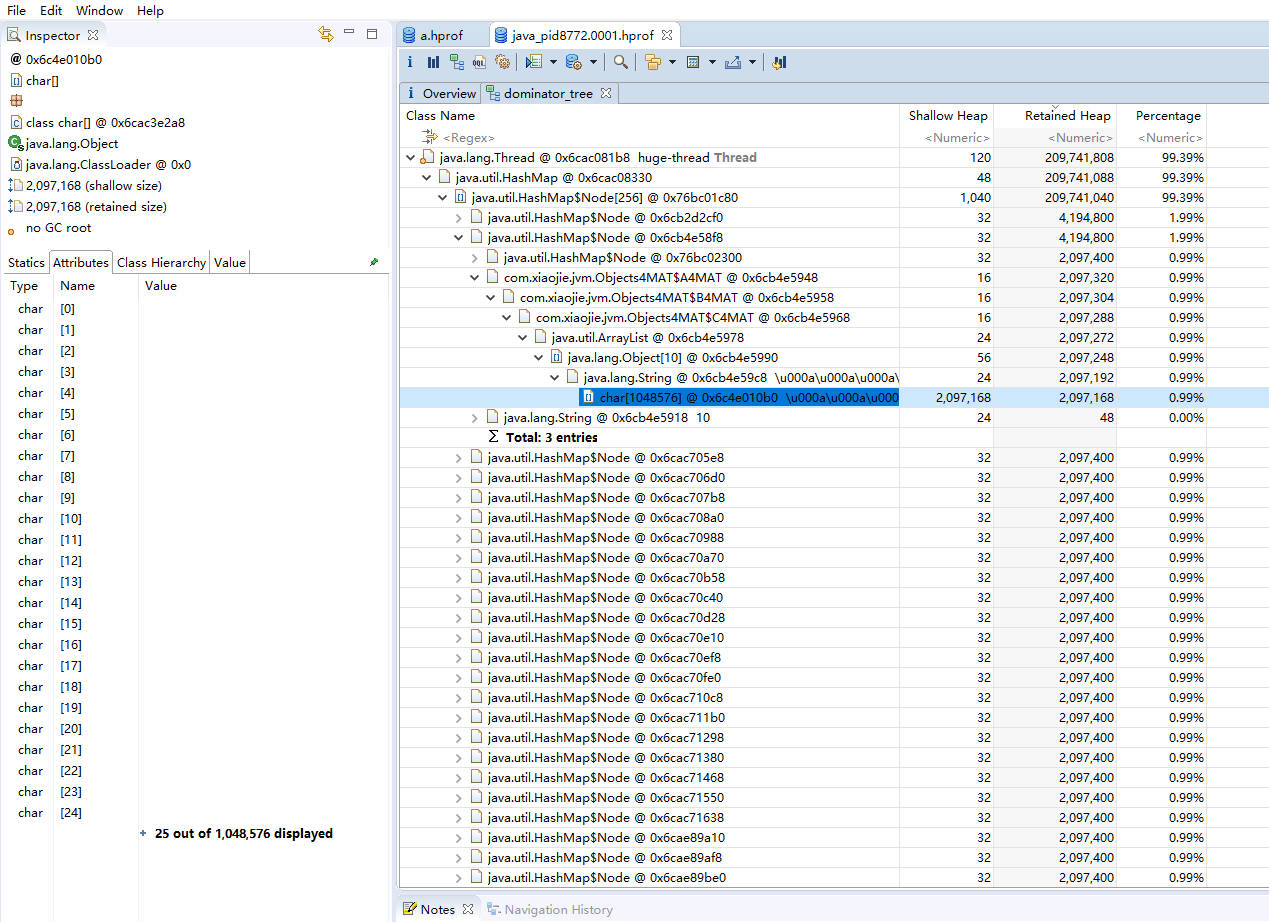 File Edit Window Help
Inspector
@ 0x6c4e010b0
char[]
class char[] @ 0x6cac3e2a8
java.lang.Object
java.lang.ClassLoader @ 0x0
2,097,168 (shallow size)
2,097,168 (retained size)
no GC root
Statics Attributes Class Hierarchy Value
Type Name Value
char [0]
char [1]
char [2]
char [3]
char [4]
char [5]
char [6]
char [7]
char [8]
char [9]
char [10]
char [11]
char [12]
char [13]
char [14]
char [15]
char [16]
char [17]
char [18]
char [19]
char [20]
char [21]
char [22]
char [23]
char [24]
25 out of 1,048,576 displayed
a.hprof java_pid8772.0001.hprof
OQL
i Overview dominator_tree
Class Name Shallow Heap Retained Heap Percentage
<Regex> <Numeric> <Numeric> <Numeric>
java.lang.Thread @ 0x6cac081b8 huge-thread Thread 120 209,741,808 99.39%
java.util.HashMap @ 0x6cac08330 48 209,741,088 99.39%
java.util.HashMap$Node[256] @ 0x76bc01c80 1,040 209,741,040 99.39%
java.util.HashMap$Node @ 0x6cb2d2cf0 32 4,194,800 1.99%
java.util.HashMap$Node @ 0x6cb4e58f8 32 4,194,800 1.99%
java.util.HashMap$Node @ 0x76bc02300 32 2,097,400 0.99%
com.xiaojie.jvm.Objects4MAT$A4MAT @ 0x6cb4e5948 16 2,097,320 0.99%
com.xiaojie.jvm.Objects4MAT$B4MAT @ 0x6cb4e5958 16 2,097,304 0.99%
com.xiaojie.jvm.Objects4MAT$C4MAT @ 0x6cb4e5968 16 2,097,288 0.99%
java.util.ArrayList @ 0x6cb4e5978 24 2,097,272 0.99%
java.lang.Object[10] @ 0x6cb4e5990 56 2,097,248 0.99%
java.lang.String @ 0x6cb4e59c8 \u000a\u000a\u000a\ 24 2,097,192 0.99%
char[1048576] @ 0x6c4e010b0 \u000a\u000a\u000 2,097,168 2,097,168 0.99%
java.lang.String @ 0x6cb4e5918 10 24 48 0.00%
Σ Total: 3 entries
java.util.HashMap$Node @ 0x6cac705e8 32 2,097,400 0.99%
java.util.HashMap$Node @ 0x6cac706d0 32 2,097,400 0.99%
java.util.HashMap$Node @ 0x6cac707b8 32 2,097,400 0.99%
java.util.HashMap$Node @ 0x6cac708a0 32 2,097,400 0.99%
java.util.HashMap$Node @ 0x6cac70988 32 2,097,400 0.99%
java.util.HashMap$Node @ 0x6cac70a70 32 2,097,400 0.99%
java.util.HashMap$Node @ 0x6cac70b58 32 2,097,400 0.99%
java.util.HashMap$Node @ 0x6cac70c40 32 2,097,400 0.99%
java.util.HashMap$Node @ 0x6cac70d28 32 2,097,400 0.99%
java.util.HashMap$Node @ 0x6cac70e10 32 2,097,400 0.99%
java.util.HashMap$Node @ 0x6cac70ef8 32 2,097,400 0.99%
java.util.HashMap$Node @ 0x6cac70fe0 32 2,097,400 0.99%
java.util.HashMap$Node @ 0x6cac710c8 32 2,097,400 0.99%
java.util.HashMap$Node @ 0x6cac711b0 32 2,097,400 0.99%
java.util.HashMap$Node @ 0x6cac71298 32 2,097,400 0.99%
java.util.HashMap$Node @ 0x6cac71380 32 2,097,400 0.99%
java.util.HashMap$Node @ 0x6cac71468 32 2,097,400 0.99%
java.util.HashMap$Node @ 0x6cac71550 32 2,097,400 0.99%
java.util.HashMap$Node @ 0x6cac71638 32 2,097,400 0.99%
java.util.HashMap$Node @ 0x6cae89a10 32 2,097,400 0.99%
java.util.HashMap$Node @ 0x6cae89af8 32 2,097,400 0.99%
java.util.HashMap$Node @ 0x6cae89be0 32 2,097,400 0.99%
Notes Navigation History